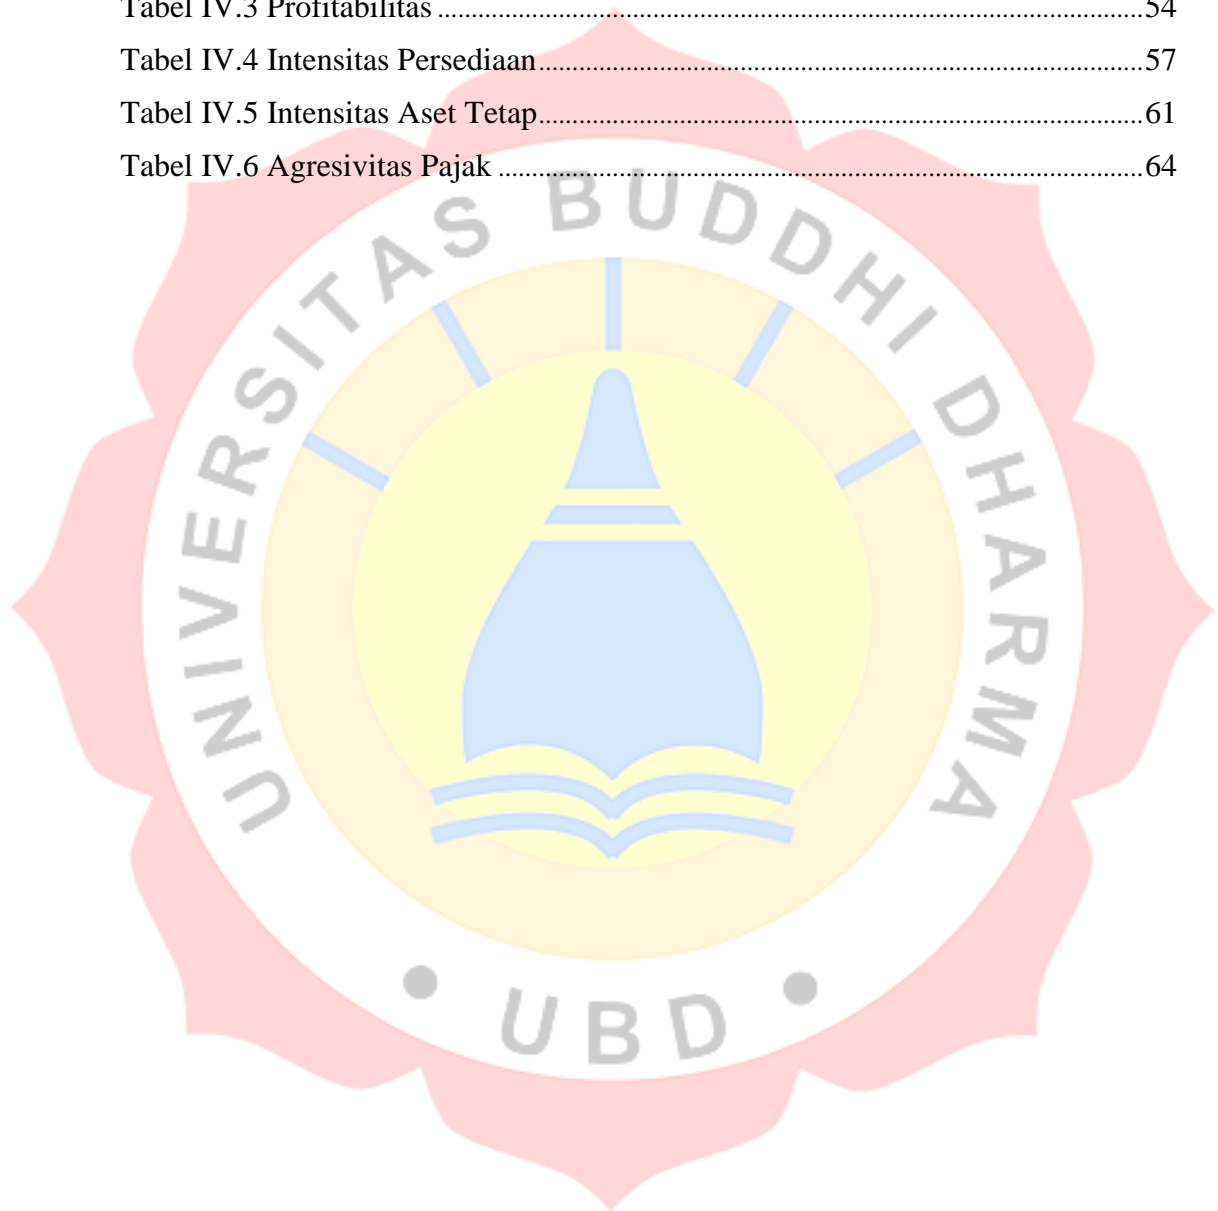 Tabel IV.3 Profitabilitas ........................................................................................... 54
Tabel IV.4 Intensitas Persediaan ............................................................................. 57
Tabel IV.5 Intensitas Aset Tetap ............................................................................. 61
Tabel IV.6 Agresivitas Pajak ................................................................................... 64
UNIVERSITAS BUDDHI DHARMA
• UBD •